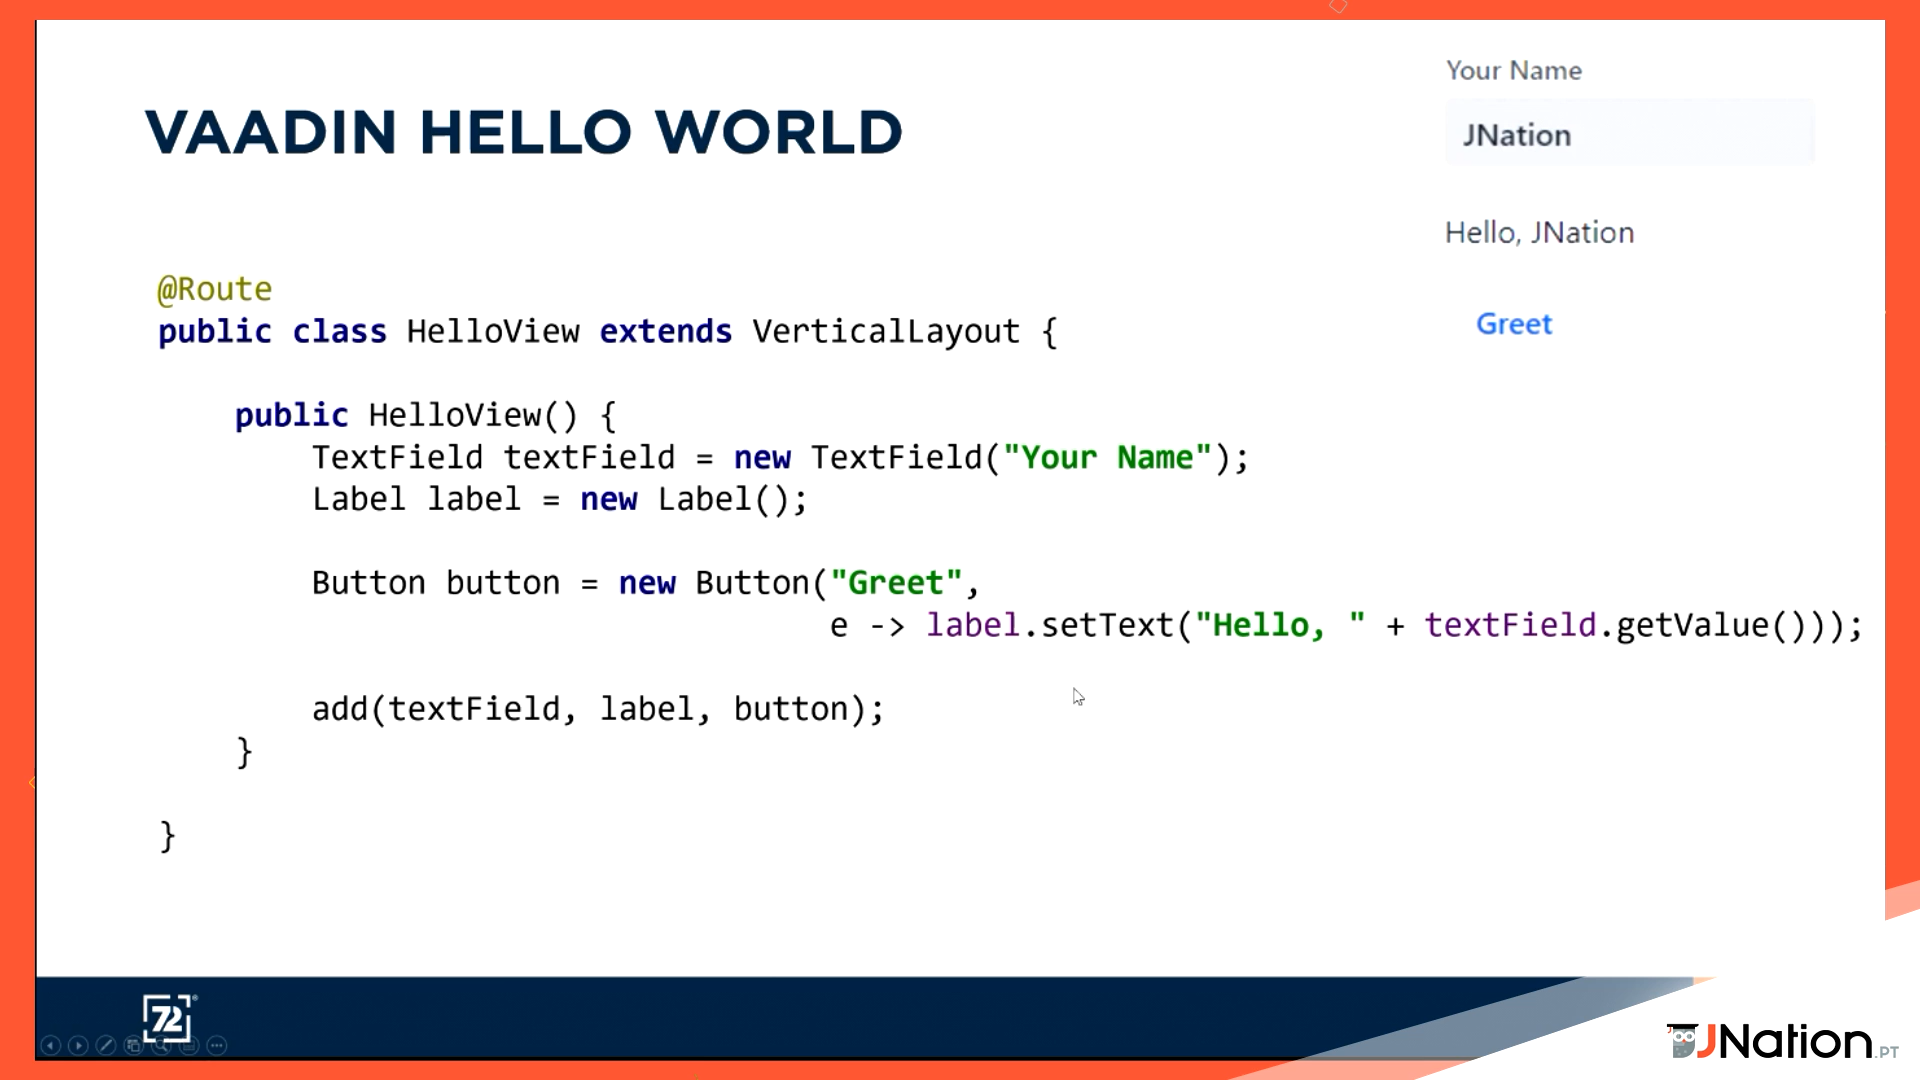 VAADIN HELLO WORLD
Your Name
JNation
Hello, JNation
Greet
@Route
public class HelloView extends VerticalLayout {
public HelloView() {
TextField textField = new TextField("Your Name");
Label label = new Label();
Button button = new Button("Greet",
e -> label.setText("Hello, " + textField.getValue()));
add(textField, label, button);
}
}
72
JNation.PT